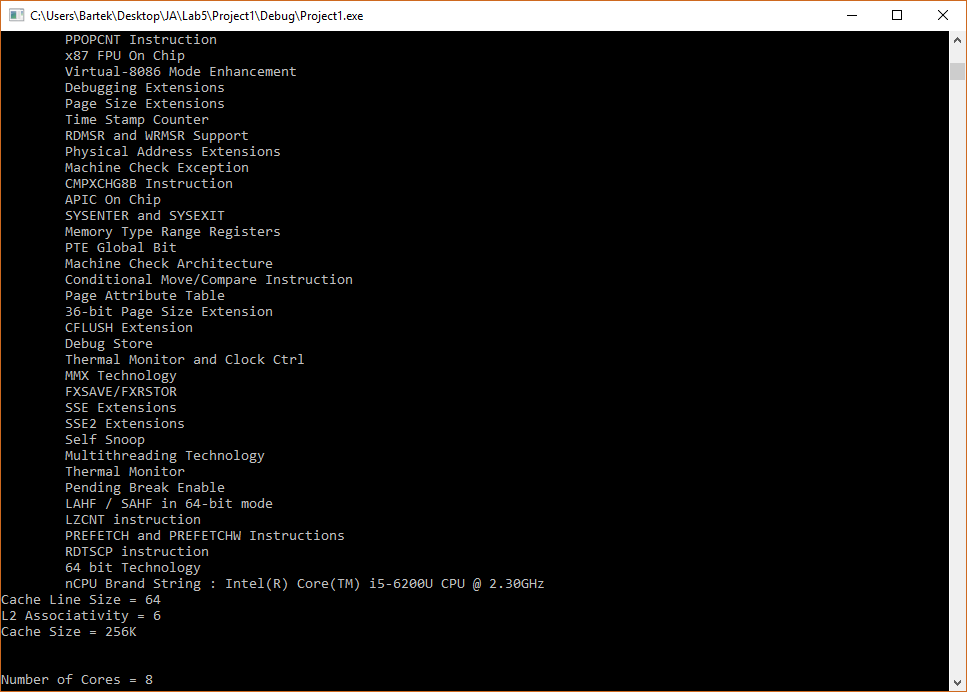 C:\Users\Bartek\Desktop\JA\Lab5\Project1\Debug\Project1.exe
PPOPCNT Instruction
x87 FPU On Chip
Virtual-8086 Mode Enhancement
Debugging Extensions
Page Size Extensions
Time Stamp Counter
RDMSR and WRMSR Support
Physical Address Extensions
Machine Check Exception
CMPXCHG8B Instruction
APIC On Chip
SYSENTER and SYSEXIT
Memory Type Range Registers
PTE Global Bit
Machine Check Architecture
Conditional Move/Compare Instruction
Page Attribute Table
36-bit Page Size Extension
CFLUSH Extension
Debug Store
Thermal Monitor and Clock Ctrl
MMX Technology
FXSAVE/FXRSTOR
SSE Extensions
SSE2 Extensions
Self Snoop
Multithreading Technology
Thermal Monitor
Pending Break Enable
LAHF / SAHF in 64-bit mode
LZCNT instruction
PREFETCH and PREFETCHW Instructions
RDTSCP instruction
64 bit Technology
nCPU Brand String : Intel(R) Core(TM) i5-6200U CPU @ 2.30GHz
Cache Line Size = 64
L2 Associativity = 6
Cache Size = 256K
Number of Cores = 8